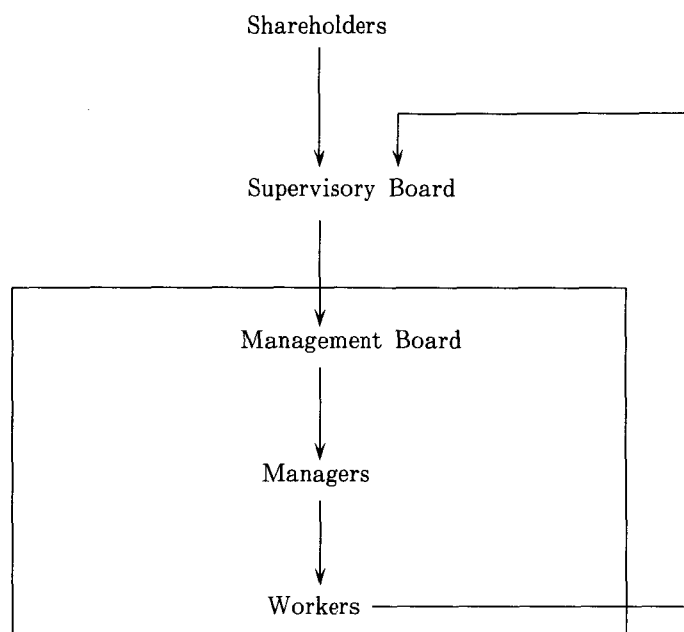 Shareholders
Supervisory Board
Management Board
Managers
Workers